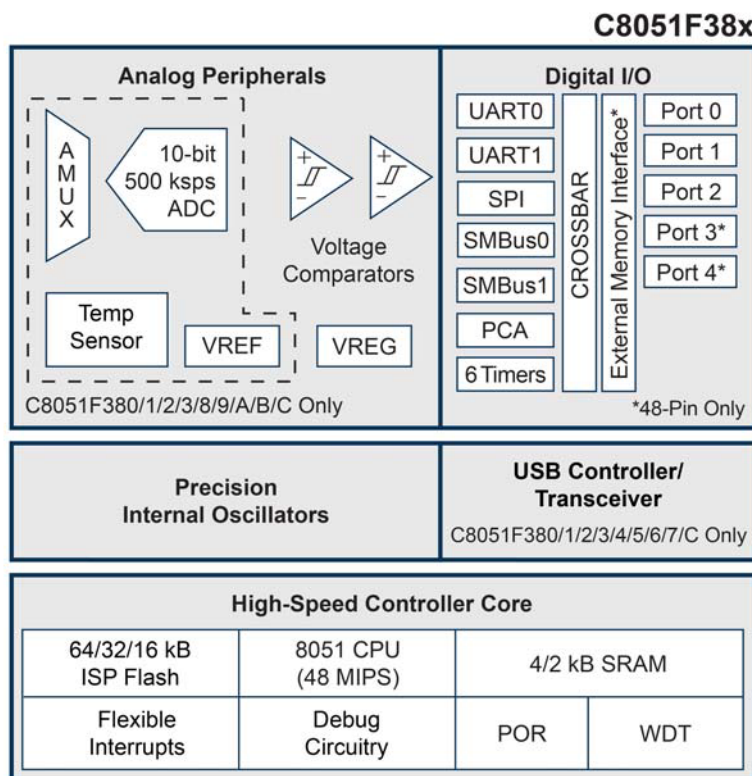 C8051F38x
Analog Peripherals
A
M
U
X
10-bit
500 ksps
ADC
+
-
+
-
Voltage
Comparators
Temp
Sensor
VREF
VREG
C8051F380/1/2/3/8/9/A/B/C Only
Digital I/O
UART0
UART1
SPI
SMBus0
SMBus1
PCA
6 Timers
CROSSBAR
External Memory Interface*
Port 0
Port 1
Port 2
Port 3*
Port 4*
*48-Pin Only
Precision
Internal Oscillators
USB Controller/
Transceiver
C8051F380/1/2/3/4/5/6/7/C Only
High-Speed Controller Core
64/32/16 kB
ISP Flash
8051 CPU
(48 MIPS)
4/2 kB SRAM
Flexible
Interrupts
Debug
Circuitry
POR
WDT